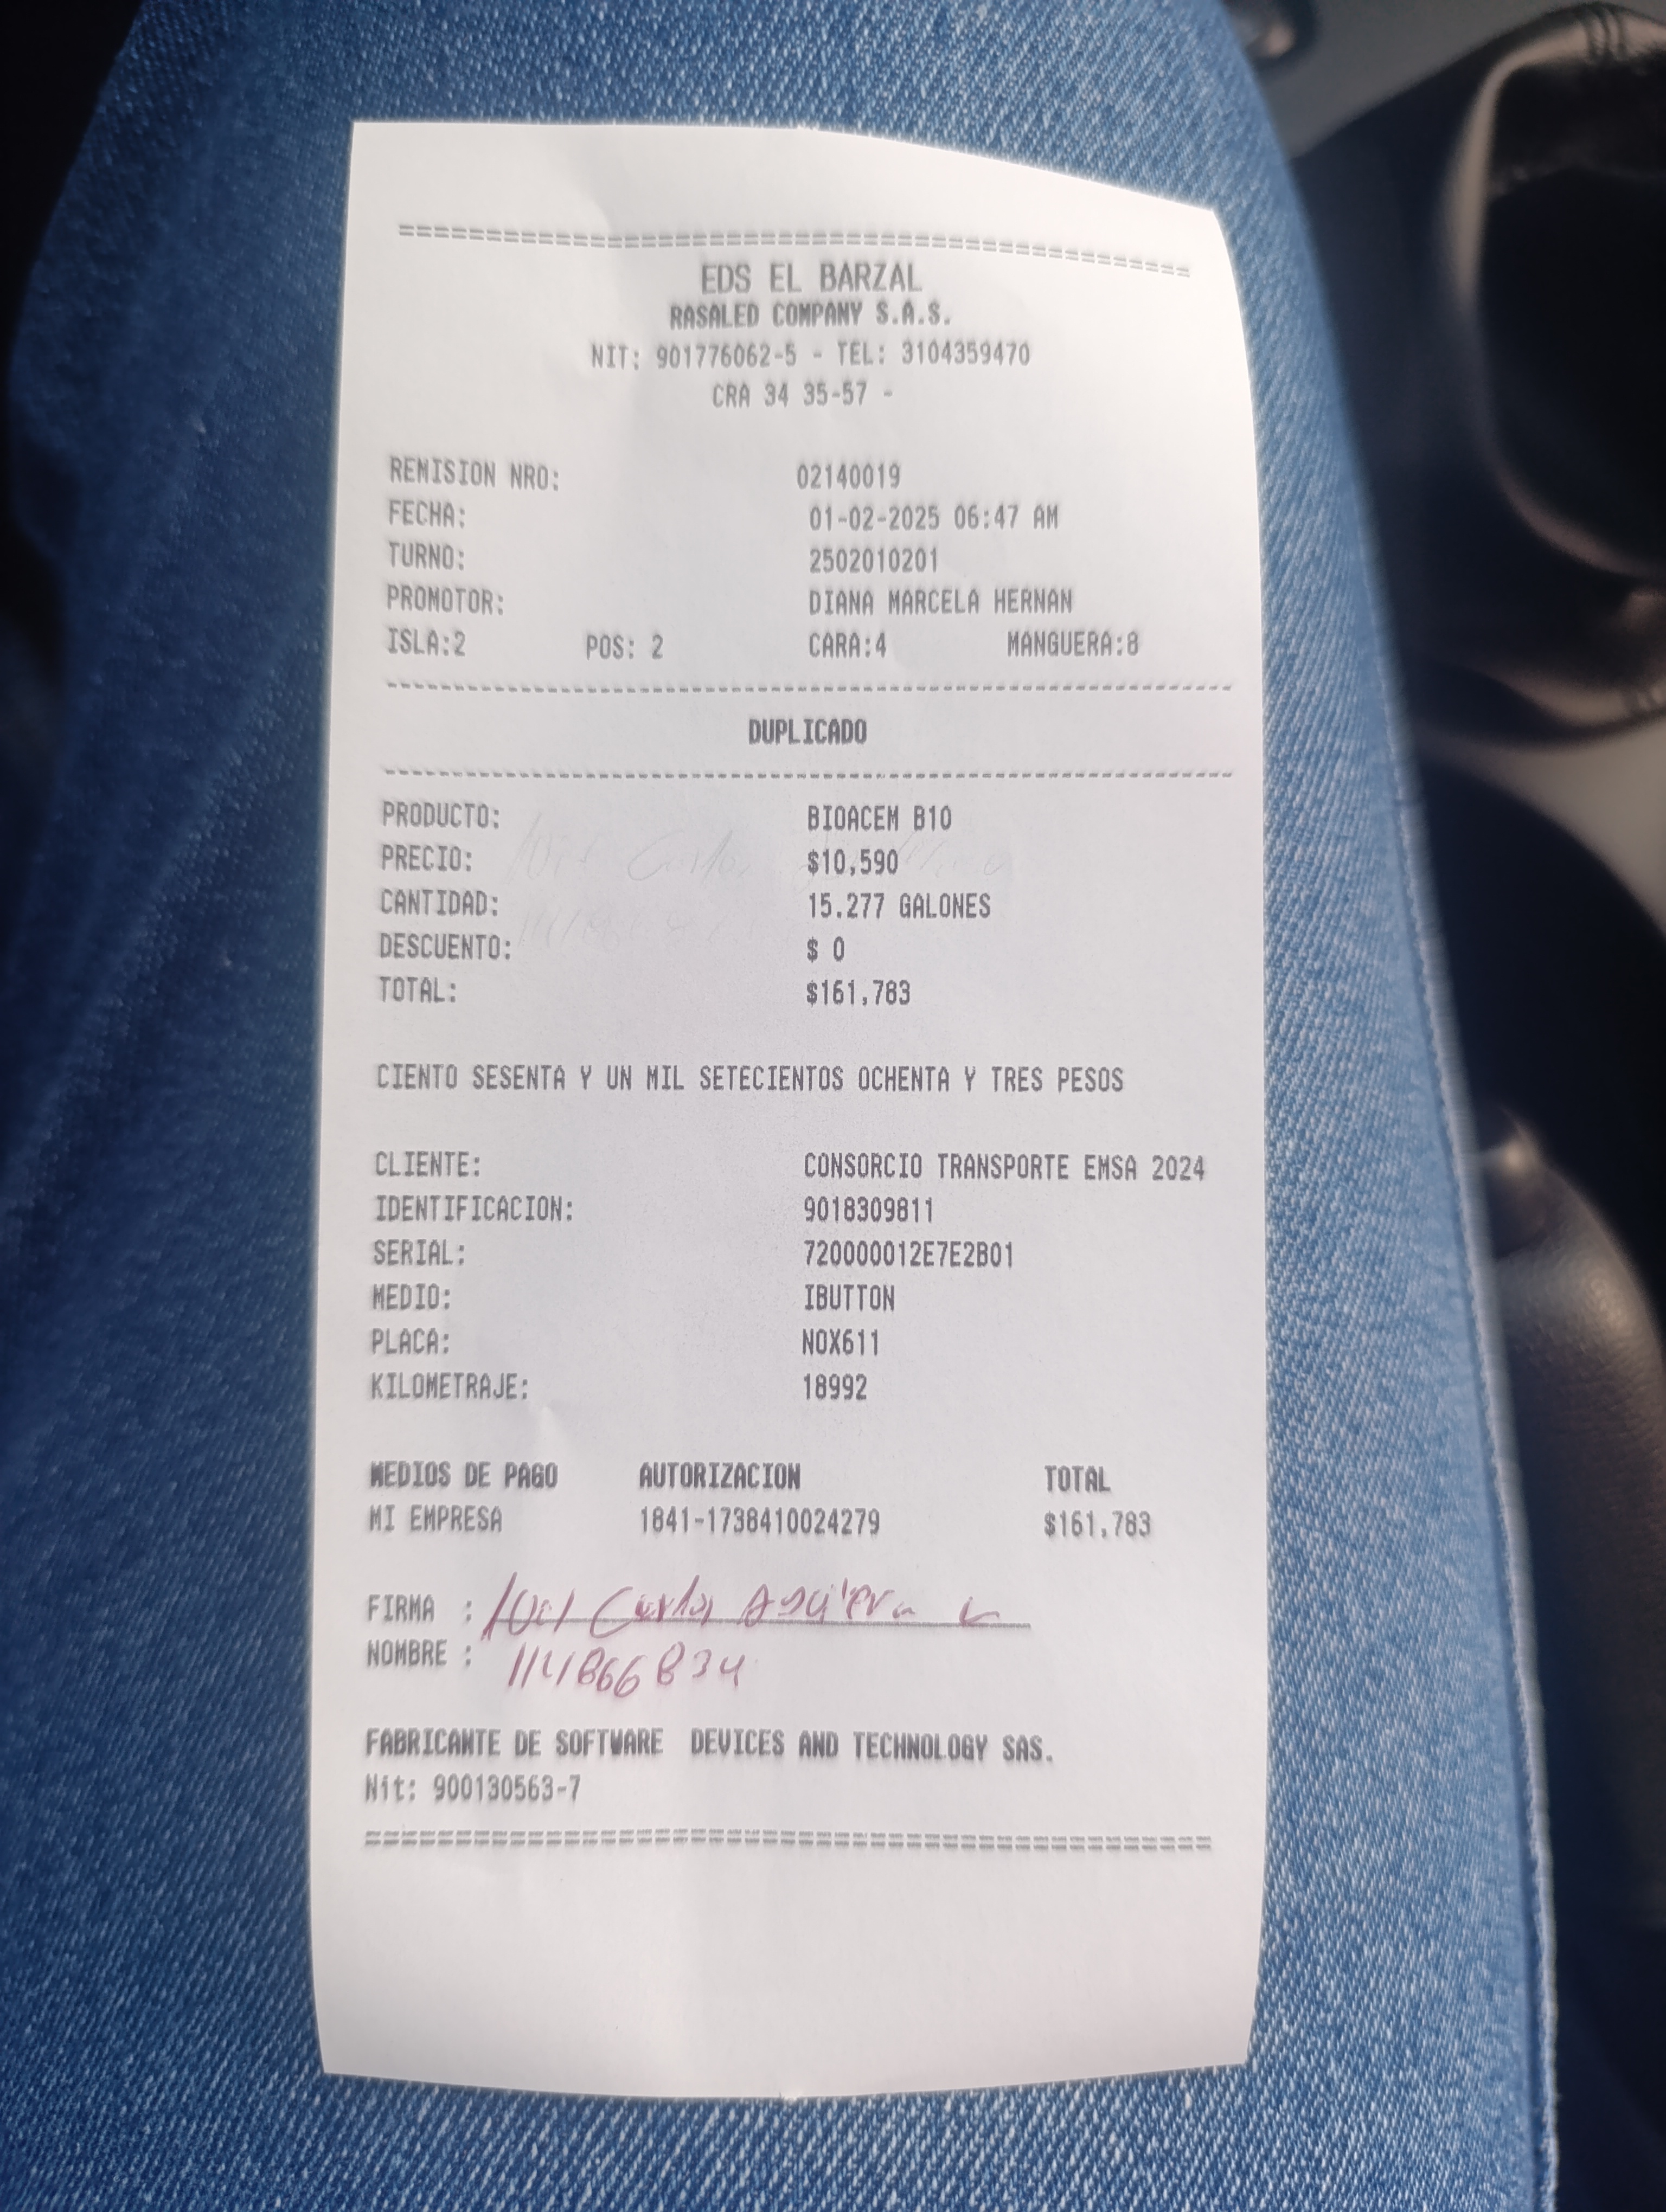 ================================================
EDS EL BARZAL
RASALED COMPANY S.A.S.
NIT: 901776062-5 - TEL: 3104359470
CRA 34 35-57 -
REMISION NRO: 02140019
FECHA: 01-02-2025 06:47 AM
TURNO: 2502010201
PROMOTOR: DIANA MARCELA HERNAN
ISLA:2 POS: 2 CARA:4 MANGUERA:8
DUPLICADO
PRODUCTO: BIOACEM B10
PRECIO: $10,590
CANTIDAD: 15.277 GALONES
DESCUENTO: $ 0
TOTAL: $161,783
CIENTO SESENTA Y UN MIL SETECIENTOS OCHENTA Y TRES PESOS
CLIENTE: CONSORCIO TRANSPORTE EMSA 2024
IDENTIFICACION: 9018309811
SERIAL: 720000012E7E2B01
MEDIO: IBUTTON
PLACA: NOX611
KILOMETRAJE: 18992
MEDIOS DE PAGO AUTORIZACION TOTAL
MI EMPRESA 1841-1738410024279 $161,783
FIRMA : Carlos Aguilera
NOMBRE :
FABRICANTE DE SOFTWARE DEVICES AND TECHNOLOGY SAS.
Nit: 900130563-7